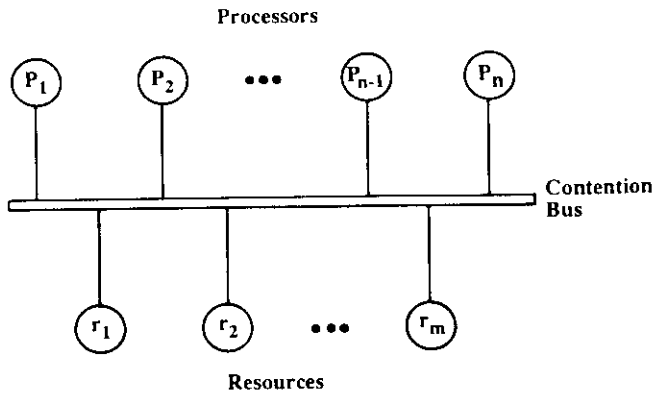 Processors
P1 P2 ••• Pn-1 Pn
Contention
Bus
r1 r2 ••• rm
Resources